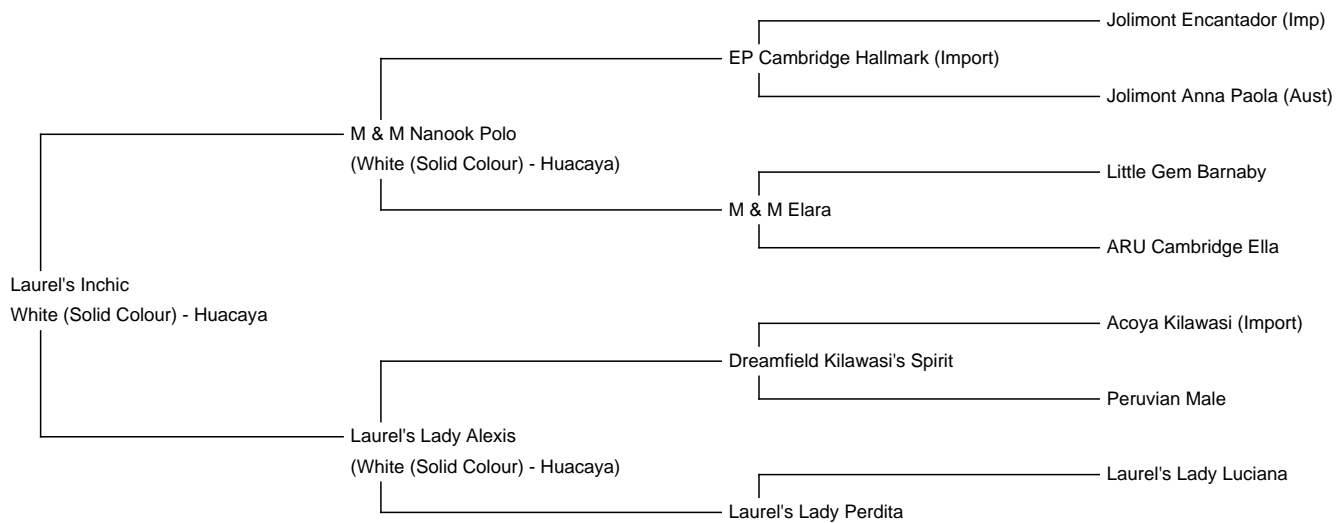 Jolimont Encantador (Imp)
EP Cambridge Hallmark (Import)
Jolimont Anna Paola (Aust)
M & M Nanook Polo
(White (Solid Colour) - Huacaya)
Little Gem Barnaby
M & M Elara
ARU Cambridge Ella
Laurel's Inchic
White (Solid Colour) - Huacaya
Acoya Kilawasi (Import)
Dreamfield Kilawasi's Spirit
Peruvian Male
Laurel's Lady Alexis
(White (Solid Colour) - Huacaya)
Laurel's Lady Luciana
Laurel's Lady Perdita